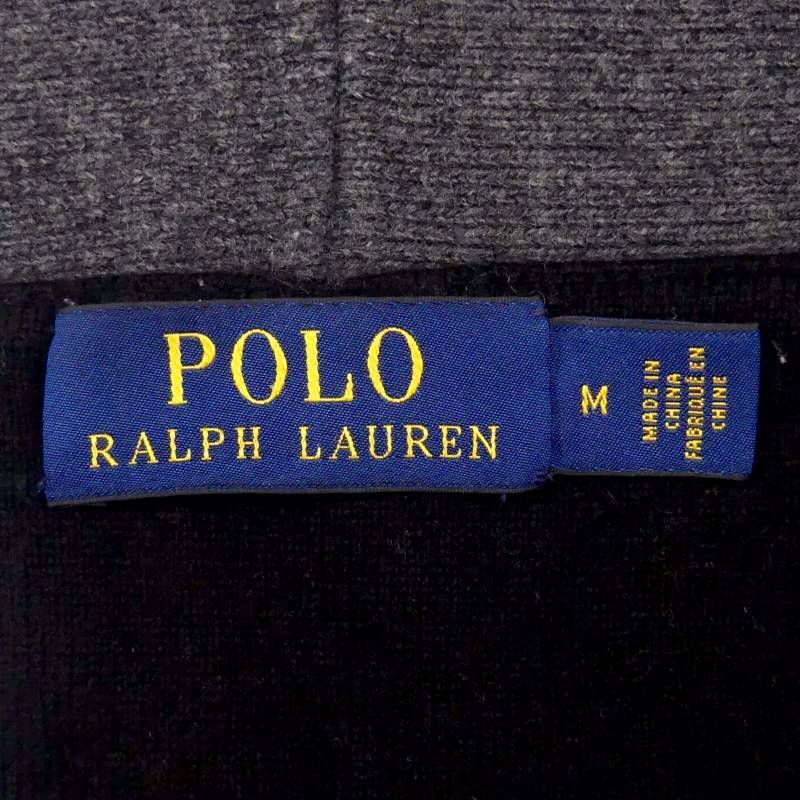 POLO
RALPH LAUREN
M
MADE IN
CHINA
FABRIQUÉ EN
CHINE